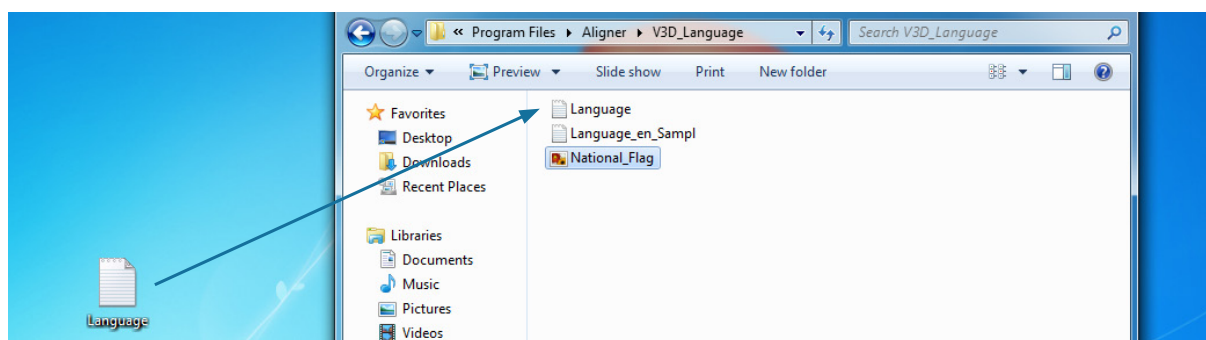 « Program Files ▸ Aligner ▸ V3D_Language
Search V3D_Language
Organize ▾ Preview ▾ Slide show Print New folder
Favorites
Desktop
Downloads
Recent Places
Libraries
Documents
Music
Pictures
Videos
Language
Language_en_Sampl
National_Flag
Language